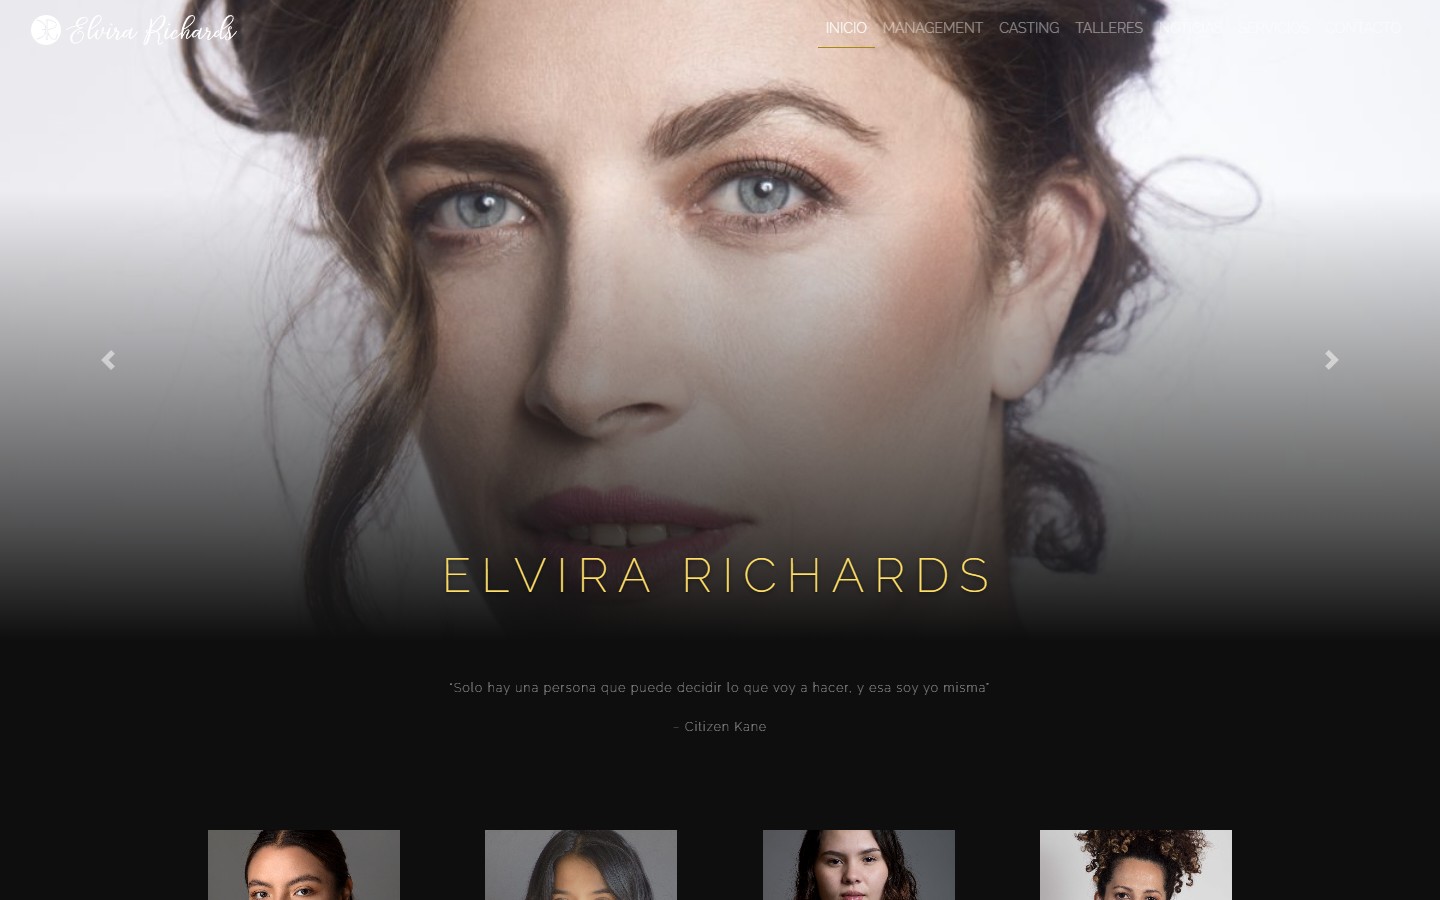 Elvira Richards
INICIO MANAGEMENT CASTING TALLERES
ELVIRA RICHARDS
"Solo hay una persona que puede decidir lo que voy a hacer, y esa soy yo misma"
– Citizen Kane